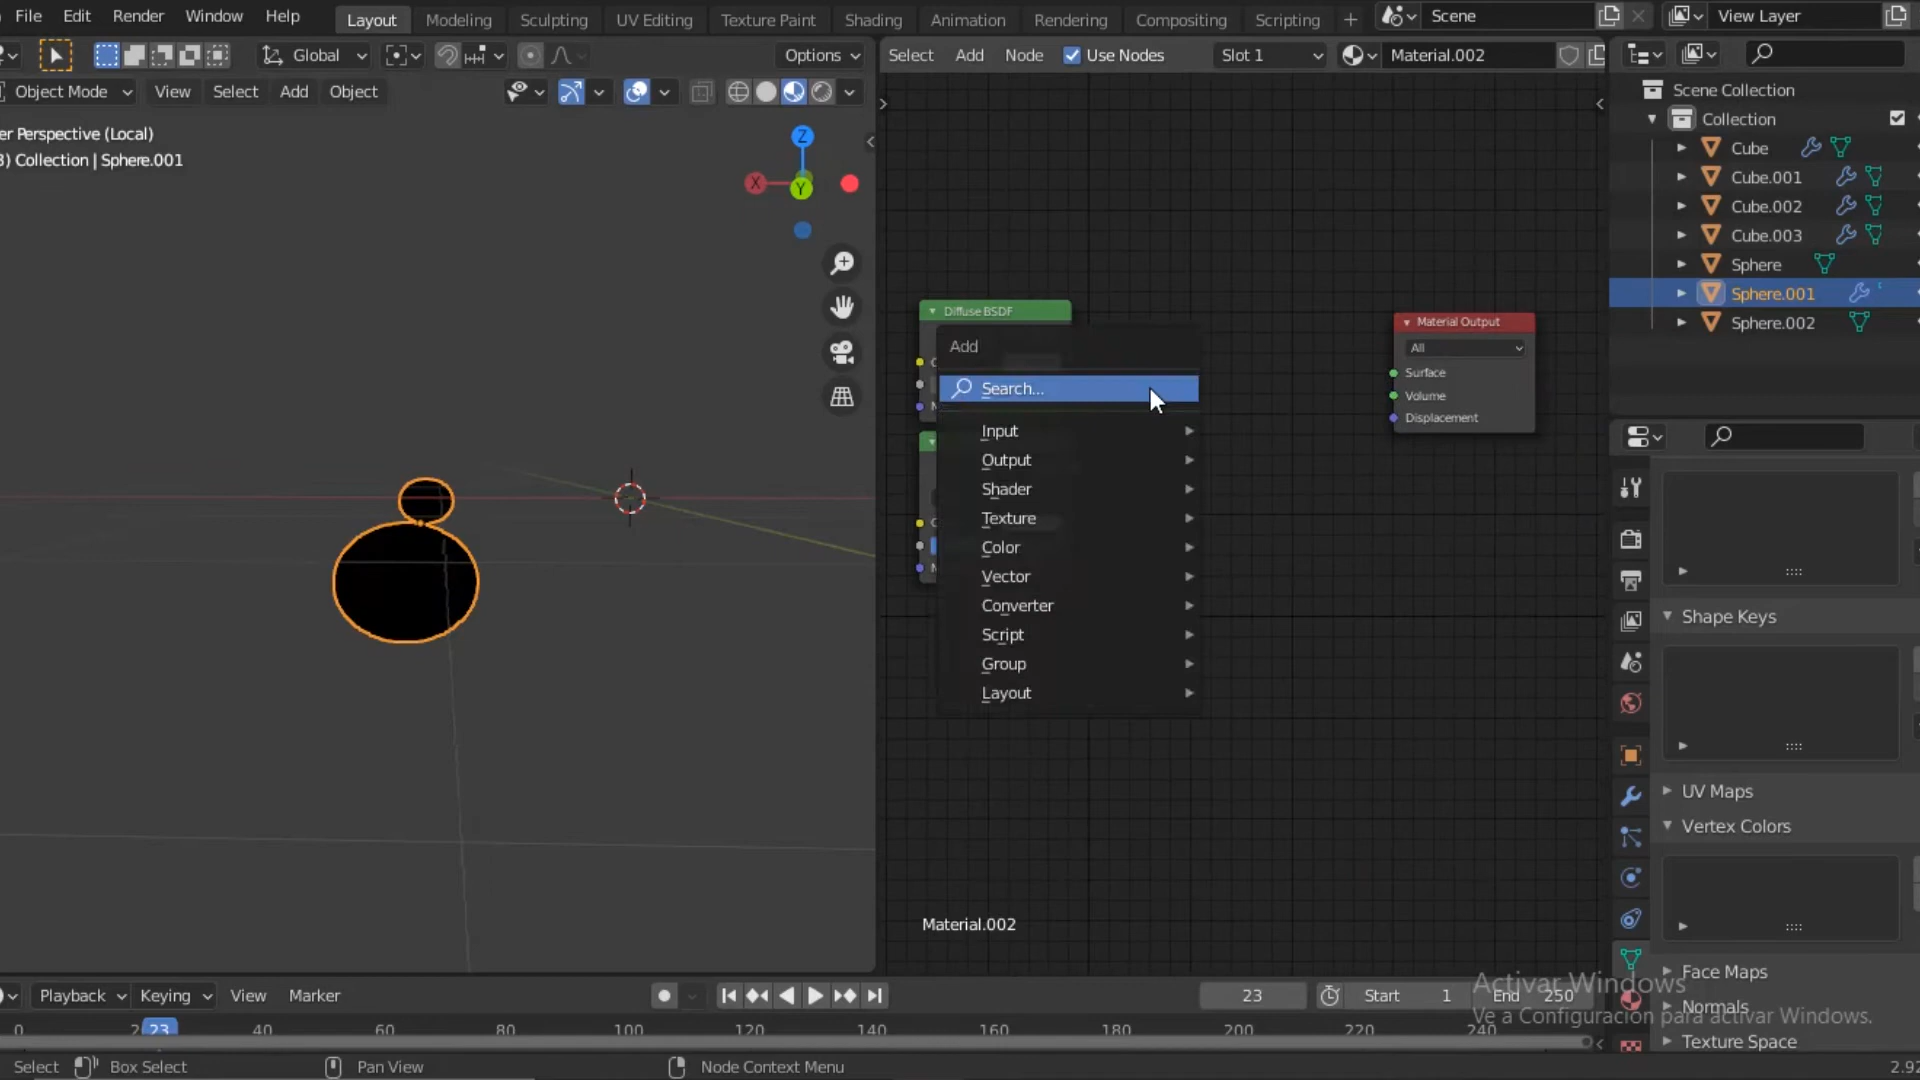 File Edit Render Window Help Layout Modeling Sculpting UV Editing Texture Paint Shading Animation Rendering Compositing Scripting + Scene View Layer
Global Options Select Add Node Use Nodes Slot 1 Material.002
Object Mode View Select Add Object
er Perspective (Local)
3) Collection | Sphere.001
Z
X
Y
Diffuse BSDF
Add
Search...
Input
Output
Shader
Texture
Color
Vector
Converter
Script
Group
Layout
Material Output
All
Surface
Volume
Displacement
Material.002
Scene Collection
Collection
Cube
Cube.001
Cube.002
Cube.003
Sphere
Sphere.001
Sphere.002
Shape Keys
UV Maps
Vertex Colors
Face Maps
Normals
Texture Space
Activar Windows
Ve a Configuración para activar Windows.
Playback Keying View Marker 23 Start 1 End 250
0 23 40 60 80 100 120 140 160 180 200 220 240
Select Box Select Pan View Node Context Menu 2.92